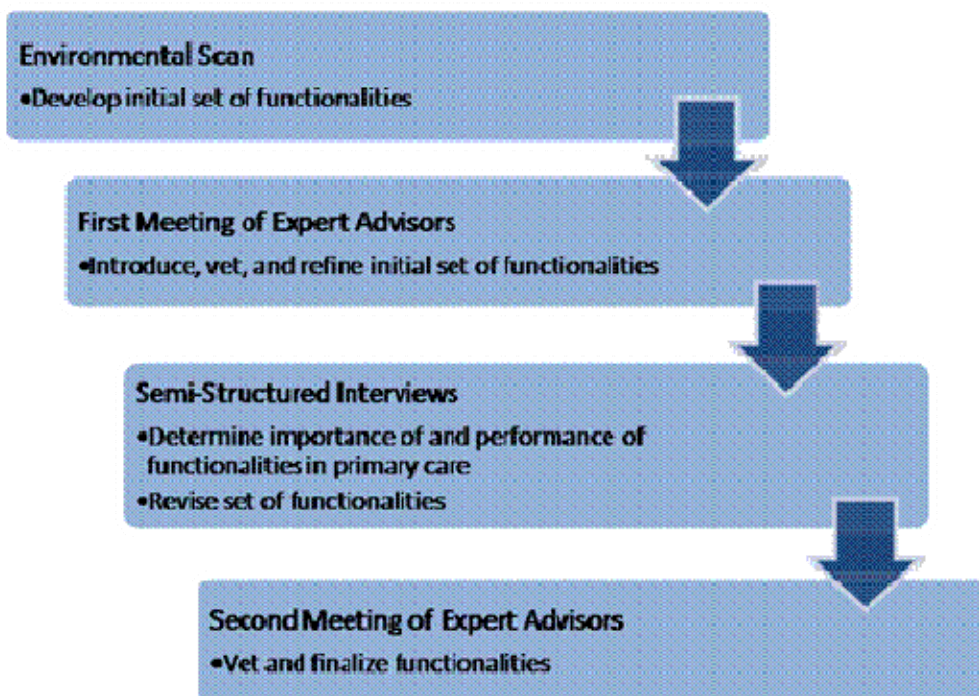 Environmental Scan
•Develop initial set of functionalities
First Meeting of Expert Advisors
•Introduce, vet, and refine initial set of functionalities
Semi-Structured Interviews
•Determine importance of and performance of
functionalities in primary care
•Revise set of functionalities
Second Meeting of Expert Advisors
•Vet and finalize functionalities